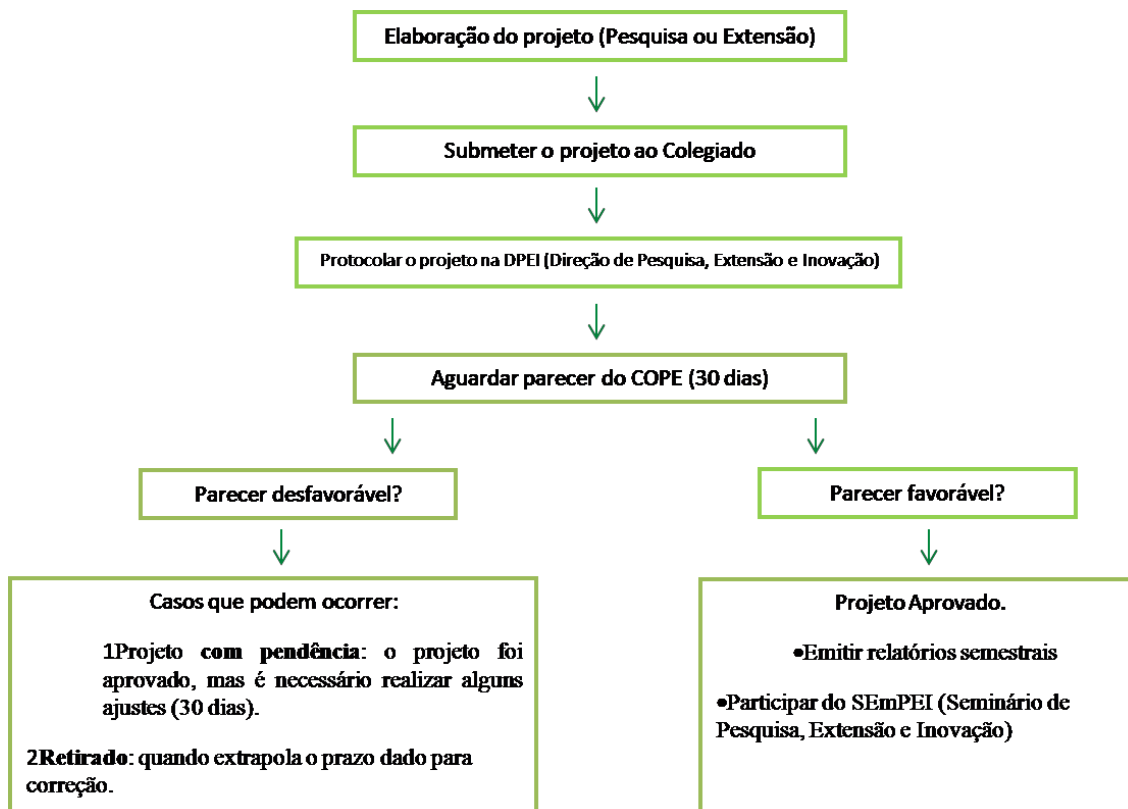 Elaboração do projeto (Pesquisa ou Extensão)
Submeter o projeto ao Colegiado
Protocolar o projeto na DPEI (Direção de Pesquisa, Extensão e Inovação)
Aguardar parecer do COPE (30 dias)
Parecer desfavorável?
Parecer favorável?
Casos que podem ocorrer:
1Projeto com pendência: o projeto foi
aprovado, mas é necessário realizar alguns
ajustes (30 dias).
2Retirado: quando extrapola o prazo dado para
correção.
Projeto Aprovado.
•Emitir relatórios semestrais
•Participar do SEmPEI (Seminário de
Pesquisa, Extensão e Inovação)